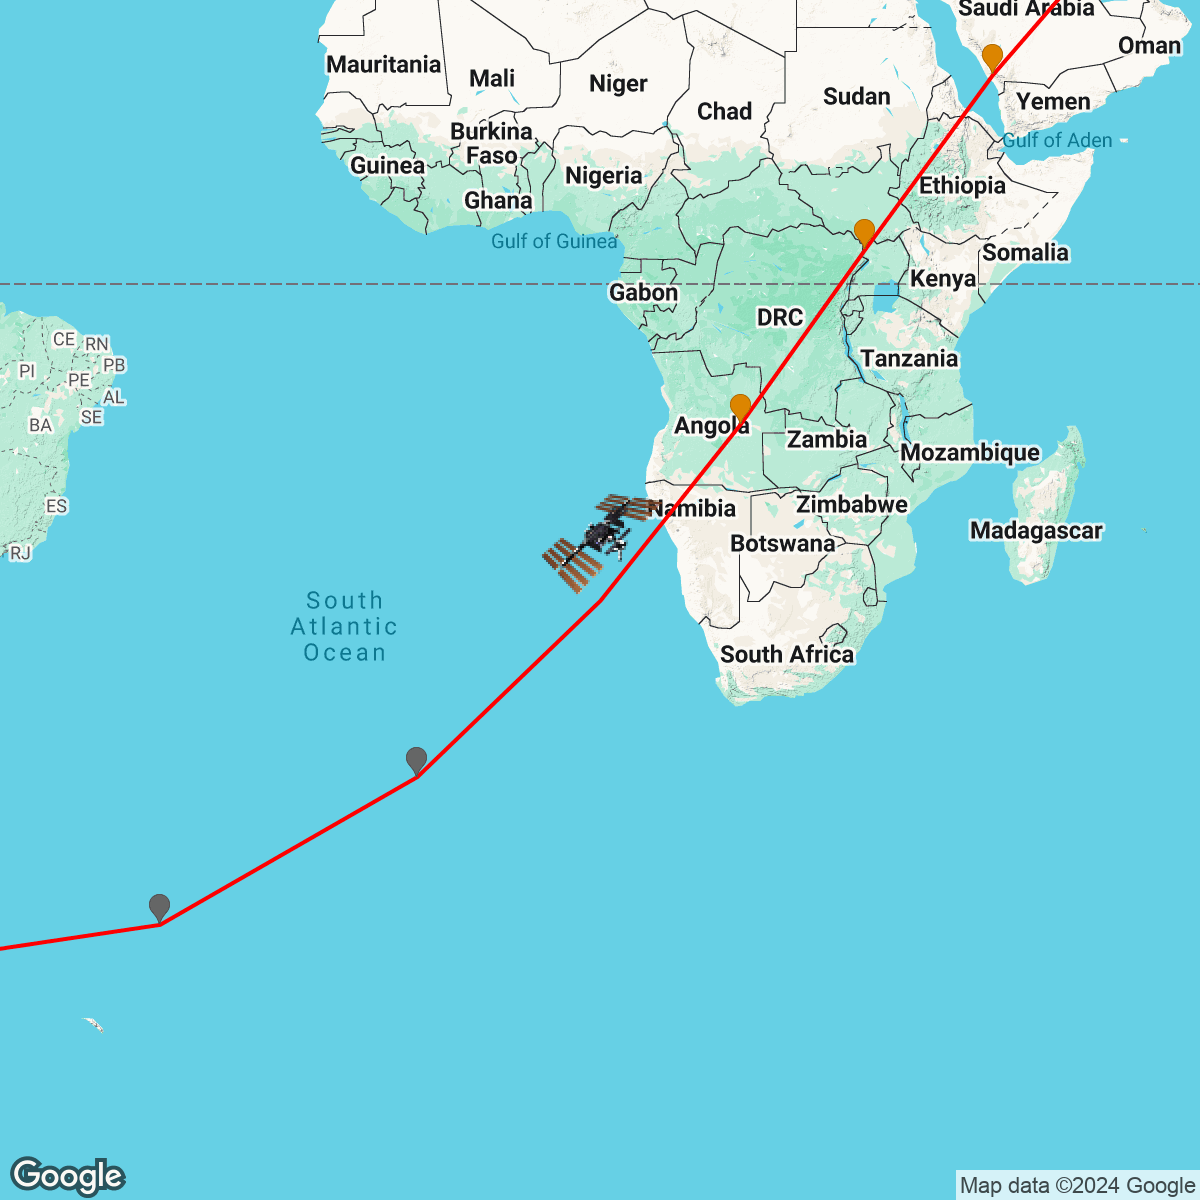 Saudi Arabia
Oman
Mauritania
Mali
Niger
Chad
Sudan
Yemen
Burkina
Faso
Guinea
Ghana
Nigeria
Gulf of Aden
Ethiopia
Gulf of Guinea
Somalia
Kenya
Gabon
DRC
Tanzania
CE
RN
PB
PI
PE
AL
SE
BA
Angola
Zambia
Mozambique
ES
Namibia
Zimbabwe
Madagascar
Botswana
RJ
South
Atlantic
Ocean
South Africa
Google
Map data ©2024 Google